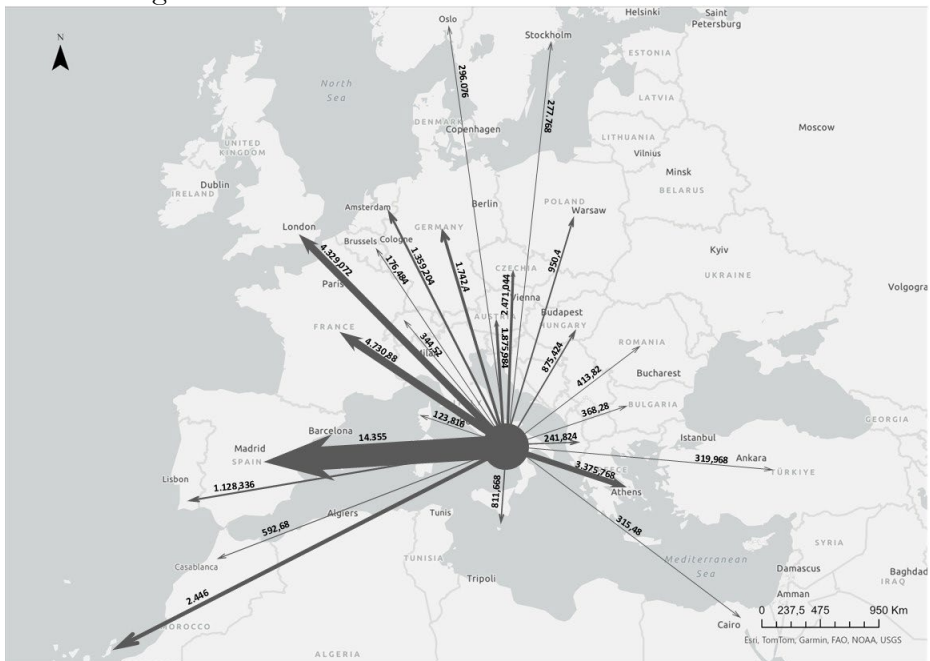 Oslo
Helsinki
Saint
Petersburg
Stockholm
N
ESTONIA
North
Sea
296.076
277.768
LATVIA
DENMARK
Copenhagen
Moscow
LITHUANIA
UNITED
KINGDOM
Vilnius
Minsk
Dublin
IRELAND
BELARUS
Amsterdam
Berlin
POLAND
Warsaw
London
GERMANY
Brussels
Cologne
Kyiv
4.329,072
176,484
1.359,204
1.742,4
950,4
CZECHIA
UKRAINE
Paris
2.471,044
Vienna
Volgogra
AUSTRIA
Budapest
HUNGARY
FRANCE
4.730,88
344,52
1.875,984
875,424
ROMANIA
413,82
Bucharest
123,816
368,28
BULGARIA
GEORGIA
Barcelona
14.355
241,824
Istanbul
Madrid
SPAIN
319,968
Ankara
TÜRKIYE
3.375,768
Lisbon
1.128,336
811,668
Athens
Algiers
Tunis
315,48
592,68
Casablanca
TUNISIA
Mediterranean
Sea
SYRIA
Tripoli
Damascus
Baghdad
IRAQ
2.446
Amman
0 237,5 475 950 Km
MOROCCO
Cairo
Esri, TomTom, Garmin, FAO, NOAA, USGS
ALGERIA